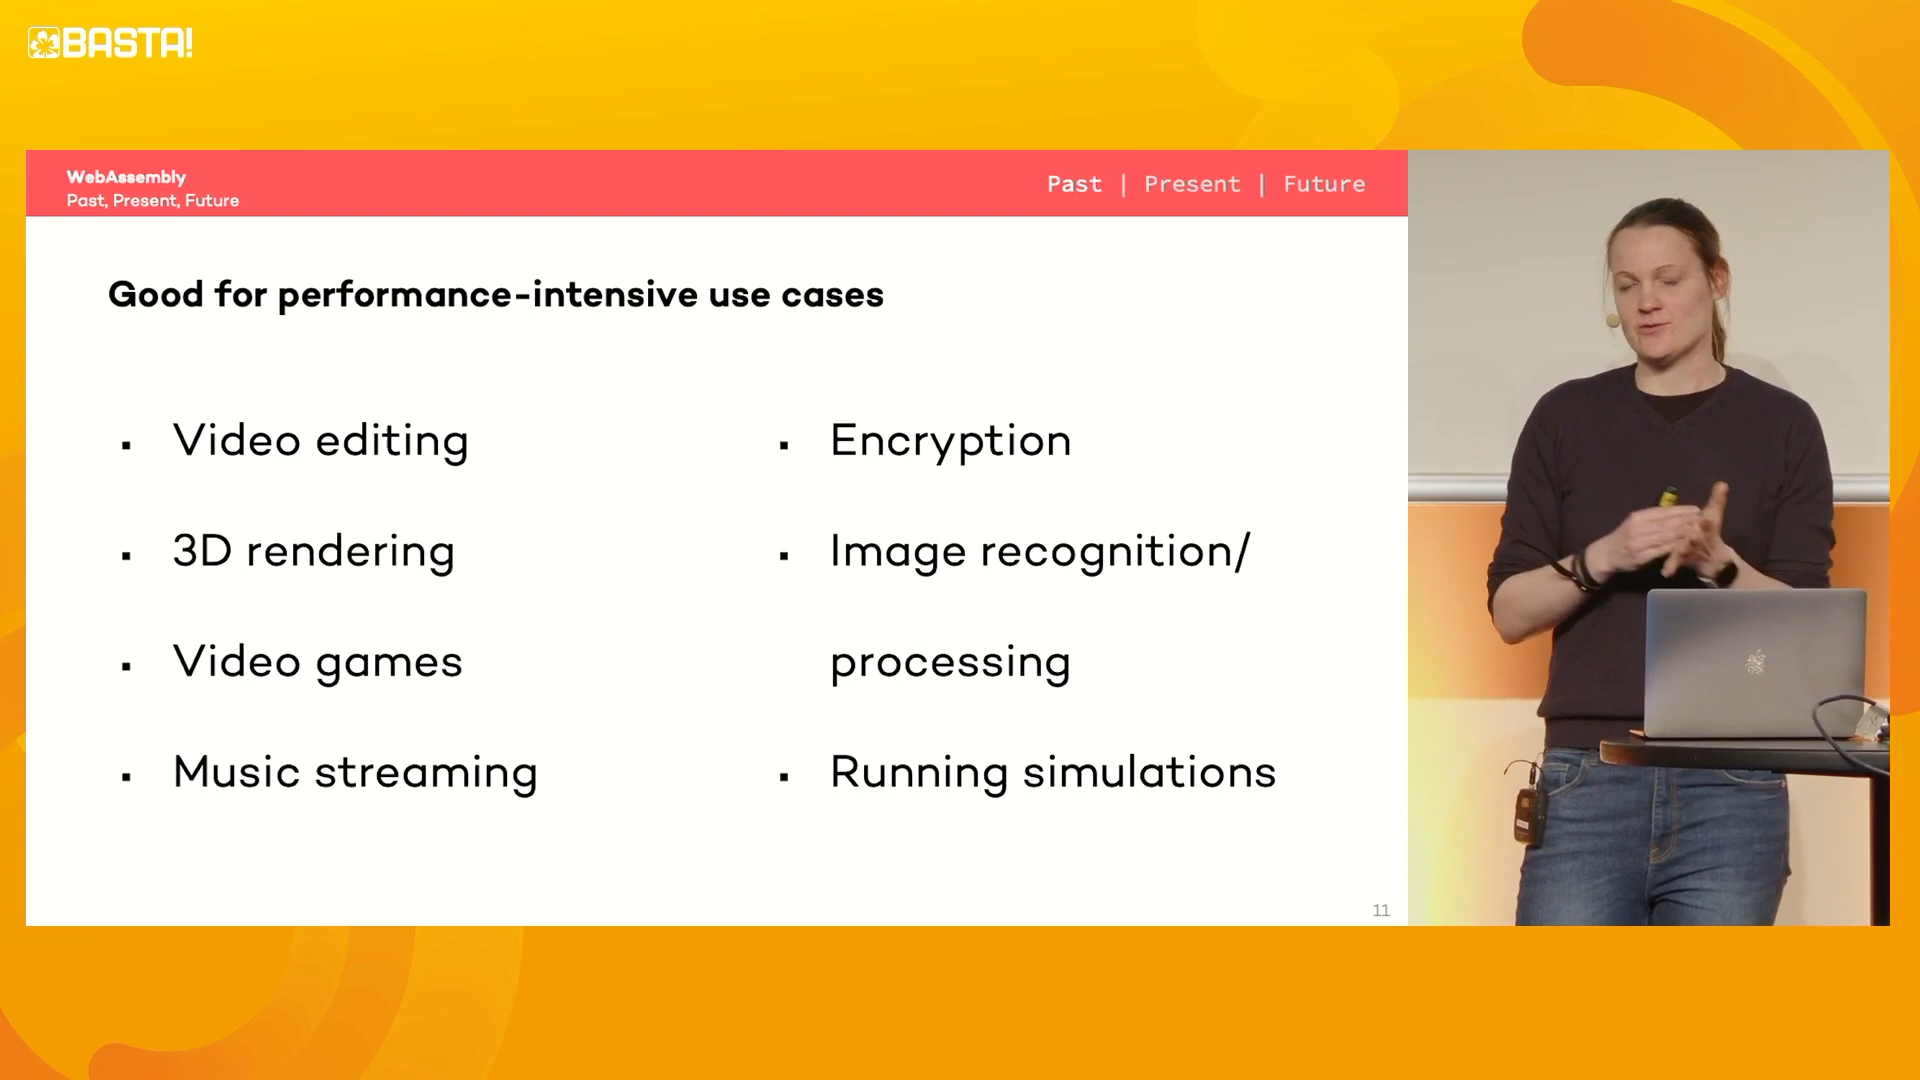 BASTA!
WebAssembly
Past, Present, Future
Past | Present | Future
Good for performance-intensive use cases
▪ Video editing
▪ 3D rendering
▪ Video games
▪ Music streaming
▪ Encryption
▪ Image recognition/
processing
▪ Running simulations
11